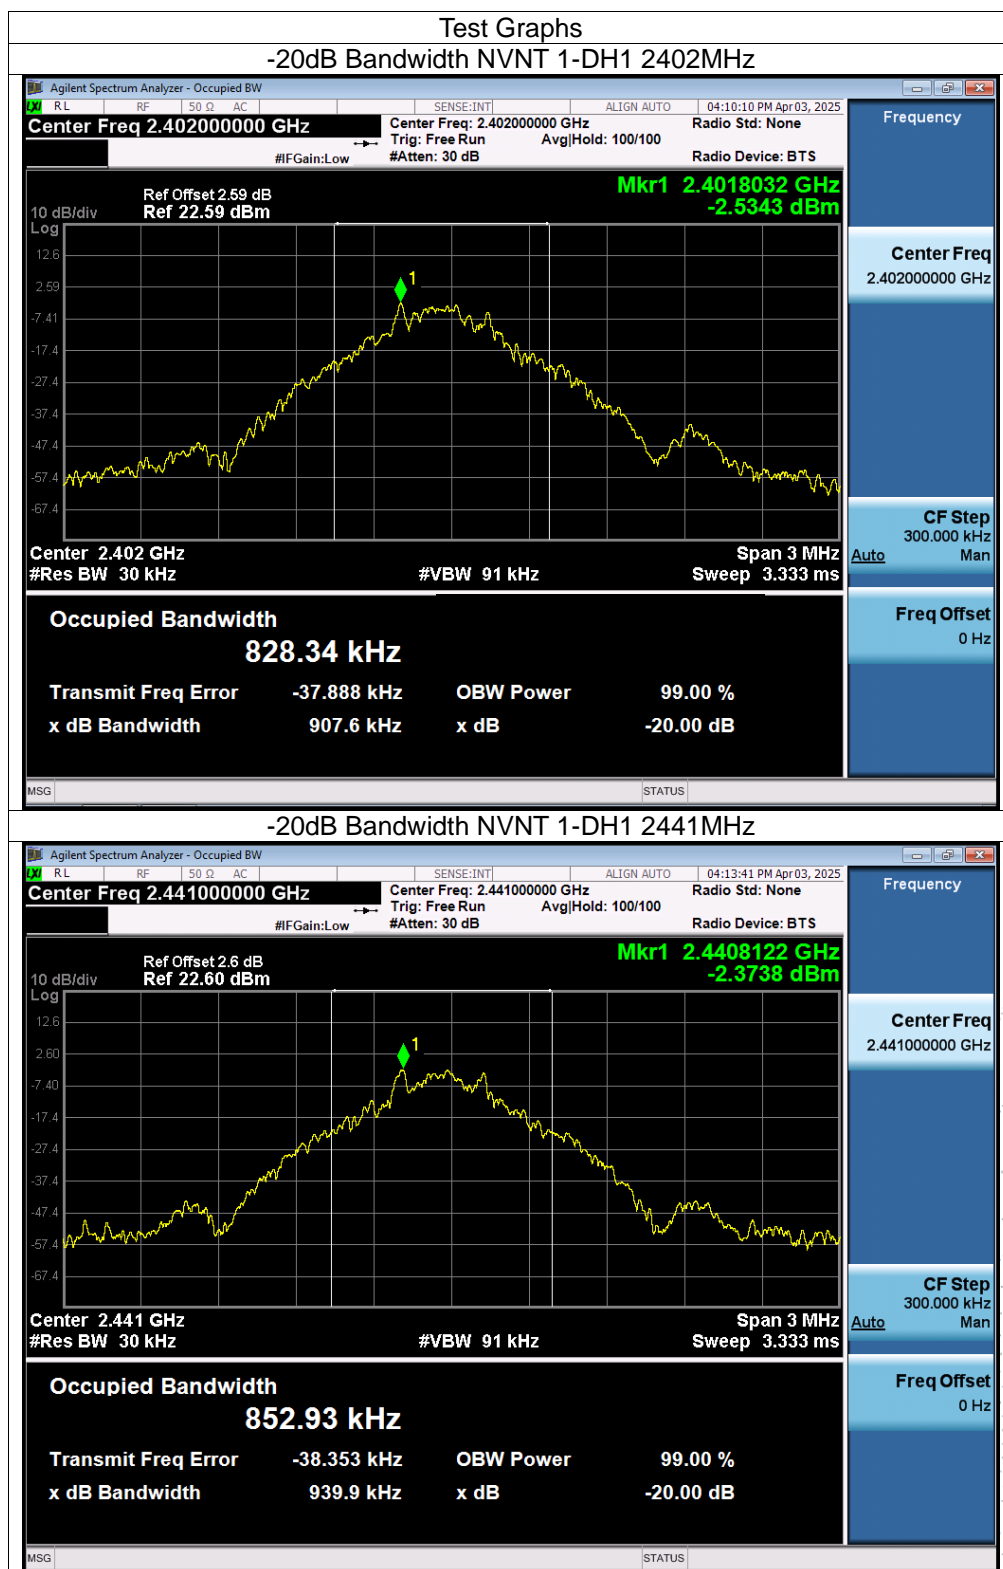 Test Graphs
-20dB Bandwidth NVNT 1-DH1 2402MHz
Agilent Spectrum Analyzer - Occupied BW
LXI RL RF 50 Ω AC SENSE:INT ALIGN AUTO 04:10:10 PM Apr 03, 2025
Center Freq 2.402000000 GHz
Center Freq: 2.402000000 GHz Radio Std: None
Trig: Free Run Avg|Hold: 100/100
#IFGain:Low #Atten: 30 dB Radio Device: BTS
Frequency
Mkr1 2.4018032 GHz
-2.5343 dBm
Ref Offset 2.59 dB
10 dB/div Ref 22.59 dBm
Log
12.6
2.59
-7.41
-17.4
-27.4
-37.4
-47.4
-57.4
-67.4
1
Center 2.402 GHz Span 3 MHz
#Res BW 30 kHz #VBW 91 kHz Sweep 3.333 ms
Center Freq
2.402000000 GHz
CF Step
300.000 kHz
Auto Man
Freq Offset
0 Hz
Occupied Bandwidth
828.34 kHz
Transmit Freq Error -37.888 kHz OBW Power 99.00 %
x dB Bandwidth 907.6 kHz x dB -20.00 dB
MSG STATUS
-20dB Bandwidth NVNT 1-DH1 2441MHz
Agilent Spectrum Analyzer - Occupied BW
LXI RL RF 50 Ω AC SENSE:INT ALIGN AUTO 04:13:41 PM Apr 03, 2025
Center Freq 2.441000000 GHz
Center Freq: 2.441000000 GHz Radio Std: None
Trig: Free Run Avg|Hold: 100/100
#IFGain:Low #Atten: 30 dB Radio Device: BTS
Frequency
Mkr1 2.4408122 GHz
-2.3738 dBm
Ref Offset 2.6 dB
10 dB/div Ref 22.60 dBm
Log
12.6
2.60
-7.40
-17.4
-27.4
-37.4
-47.4
-57.4
-67.4
1
Center 2.441 GHz Span 3 MHz
#Res BW 30 kHz #VBW 91 kHz Sweep 3.333 ms
Center Freq
2.441000000 GHz
CF Step
300.000 kHz
Auto Man
Freq Offset
0 Hz
Occupied Bandwidth
852.93 kHz
Transmit Freq Error -38.353 kHz OBW Power 99.00 %
x dB Bandwidth 939.9 kHz x dB -20.00 dB
MSG STATUS